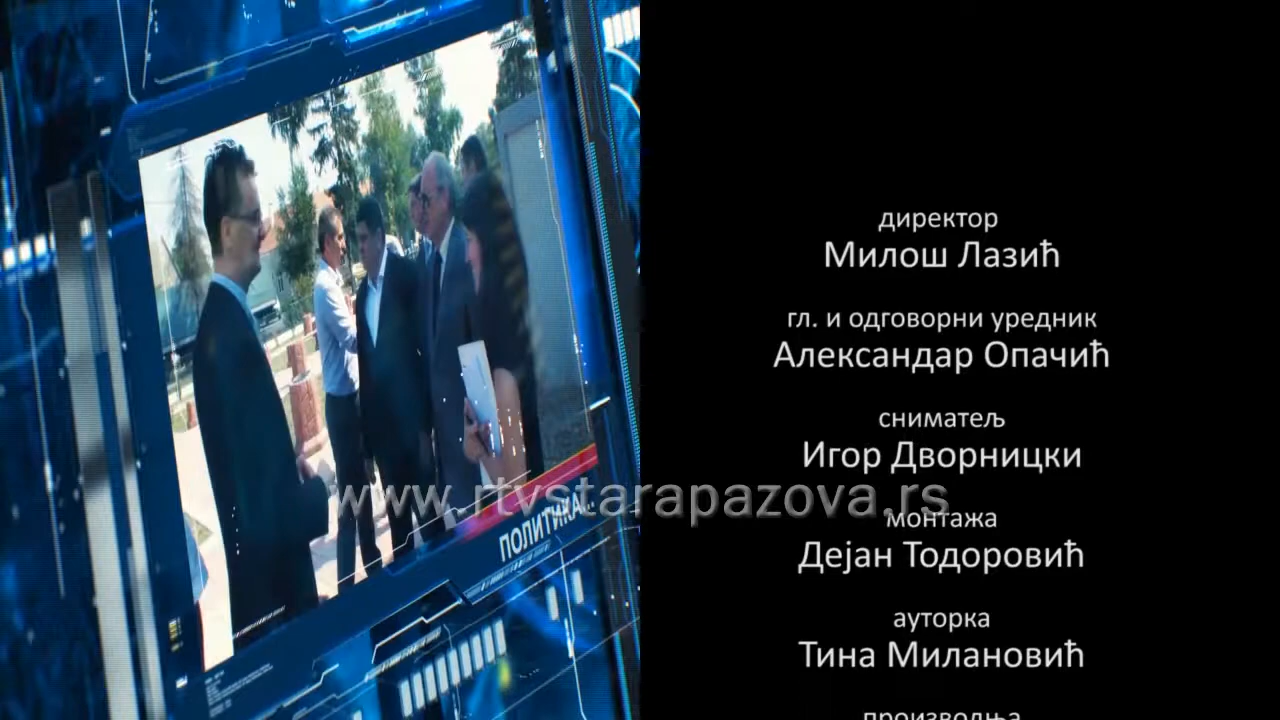 директор
Милош Лазић
гл. и одговорни уредник
Александар Опачић
сниматељ
Игор Дворницки
www.rtvstarapazova.rs
ПОЛИТИКА...
монтажа
Дејан Тодоровић
ауторка
Тина Милановић
производња